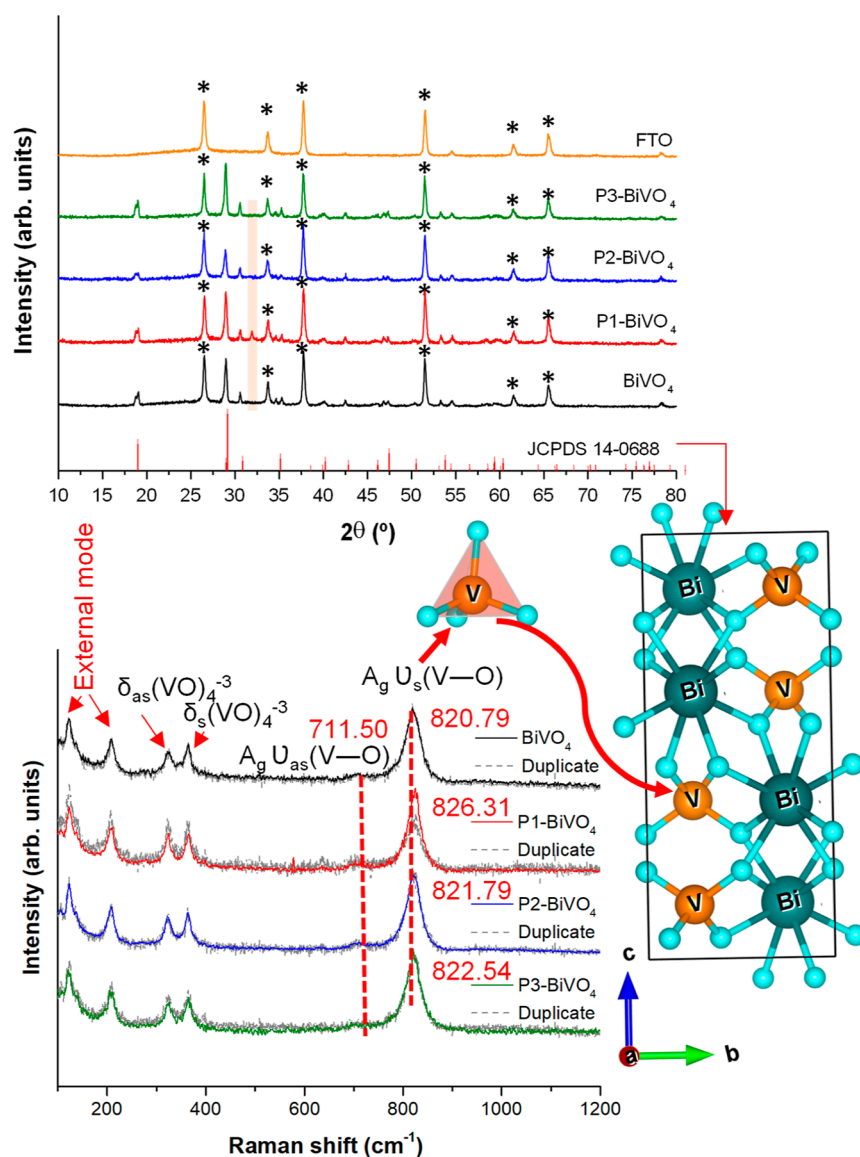 * * * * * *
FTO
* * * * * *
P3-BiVO₄
* * * * * *
P2-BiVO₄
* * * * * *
P1-BiVO₄
* * * * * *
BiVO₄
JCPDS 14-0688
Intensity (arb. units)
10 15 20 25 30 35 40 45 50 55 60 65 70 75 80
2θ (º)
External mode
δas(VO)₄⁻³
δs(VO)₄⁻³
711.50
Ag Ʋas(V—O)
Ag Ʋs(V—O)
V
820.79
BiVO₄
Duplicate
826.31
P1-BiVO₄
Duplicate
821.79
P2-BiVO₄
Duplicate
822.54
P3-BiVO₄
Duplicate
Intensity (arb. units)
200 400 600 800 1000 1200
Raman shift (cm⁻¹)
Bi V
Bi V
V Bi
V Bi
c
a b